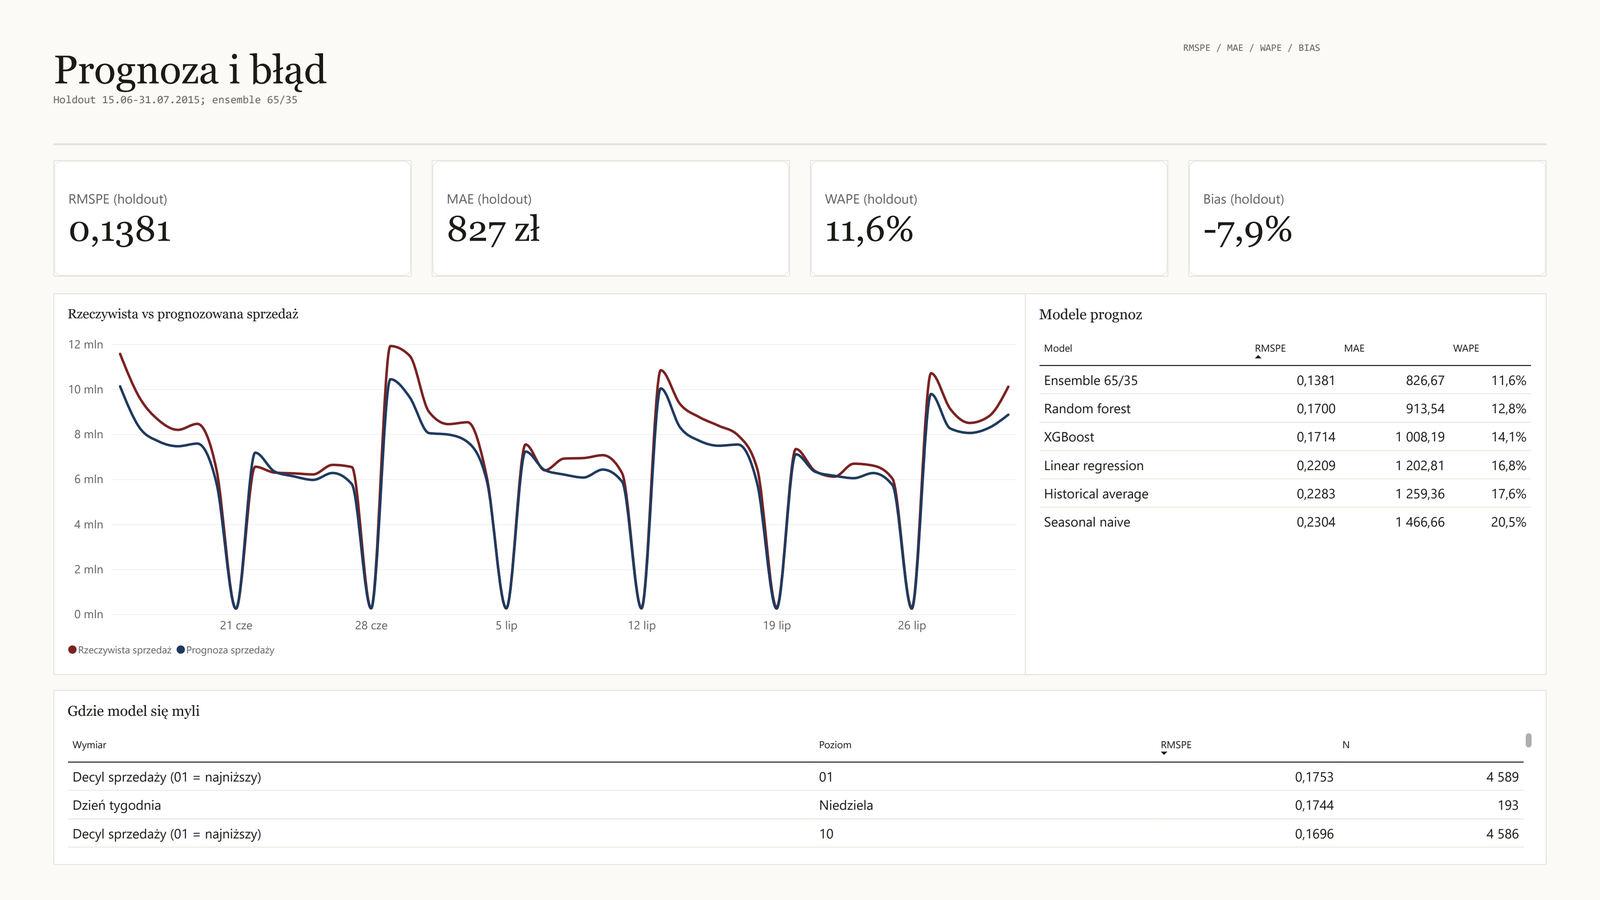 Prognoza i błąd
RMSPE / MAE / WAPE / BIAS
Holdout 15.06-31.07.2015; ensemble 65/35
RMSPE (holdout)
0,1381
MAE (holdout)
827 zł
WAPE (holdout)
11,6%
Bias (holdout)
-7,9%
Rzeczywista vs prognozowana sprzedaż
12 mln
10 mln
8 mln
6 mln
4 mln
2 mln
0 mln
21 cze 28 cze 5 lip 12 lip 19 lip 26 lip
Rzeczywista sprzedaż Prognoza sprzedaży
Modele prognoz
Model RMSPE MAE WAPE
Ensemble 65/35 0,1381 826,67 11,6%
Random forest 0,1700 913,54 12,8%
XGBoost 0,1714 1 008,19 14,1%
Linear regression 0,2209 1 202,81 16,8%
Historical average 0,2283 1 259,36 17,6%
Seasonal naive 0,2304 1 466,66 20,5%
Gdzie model się myli
Wymiar Poziom RMSPE N
Decyl sprzedaży (01 = najniższy) 01 0,1753 4 589
Dzień tygodnia Niedziela 0,1744 193
Decyl sprzedaży (01 = najniższy) 10 0,1696 4 586